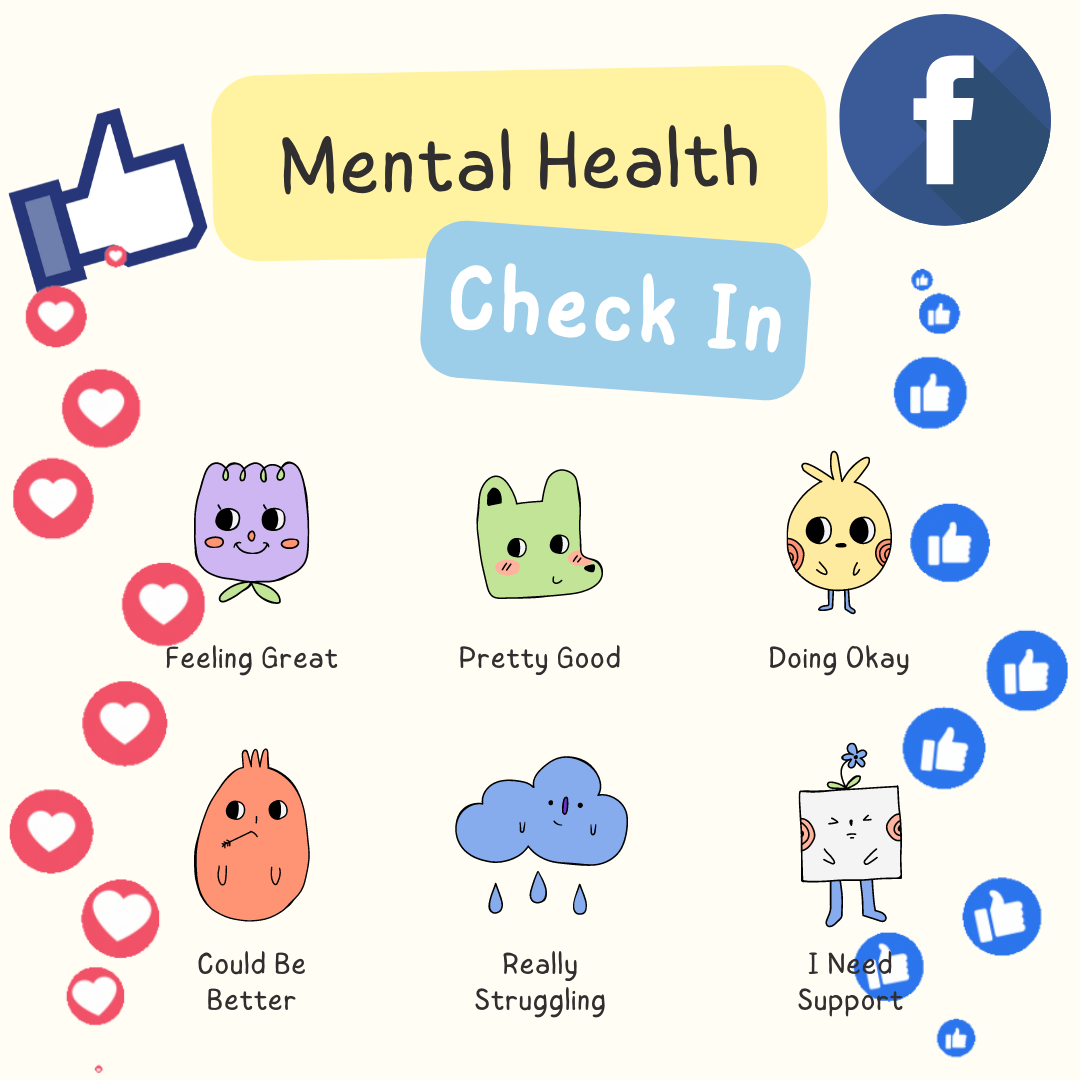 f
Mental Health
Check In
Feeling Great
Pretty Good
Doing Okay
Could Be
Better
Really
Struggling
I Need
Support